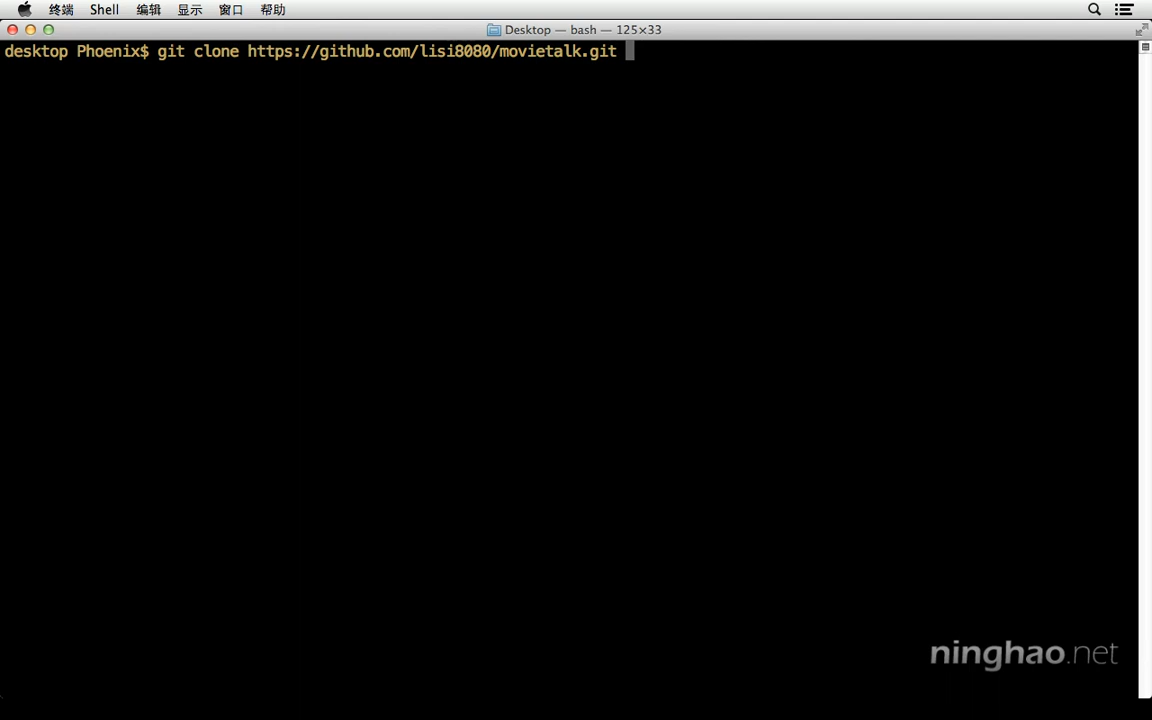 终端 Shell 编辑 显示 窗口 帮助
Desktop — bash — 125×33
desktop Phoenix$ git clone https://github.com/lisi8080/movietalk.git
ninghao.net